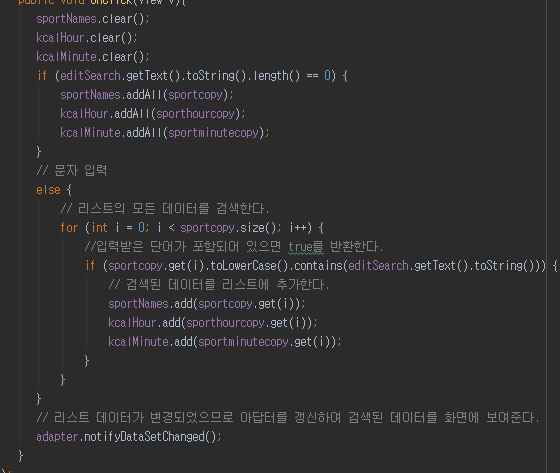 public void onClick(View v){
sportNames.clear();
kcalHour.clear();
kcalMinute.clear();
if (editSearch.getText().toString().length() == 0) {
sportNames.addAll(sportcopy);
kcalHour.addAll(sporthourcopy);
kcalMinute.addAll(sportminutecopy);
}
// 문자 입력
else {
// 리스트의 모든 데이터를 검색한다.
for (int i = 0; i < sportcopy.size(); i++) {
//입력받은 단어가 포함되어 있으면 true를 반환한다.
if (sportcopy.get(i).toLowerCase().contains(editSearch.getText().toString())) {
// 검색된 데이터를 리스트에 추가한다.
sportNames.add(sportcopy.get(i));
kcalHour.add(sporthourcopy.get(i));
kcalMinute.add(sportminutecopy.get(i));
}
}
}
// 리스트 데이터가 변경되었으므로 아답터를 갱신하여 검색된 데이터를 화면에 보여준다.
adapter.notifyDataSetChanged();
}